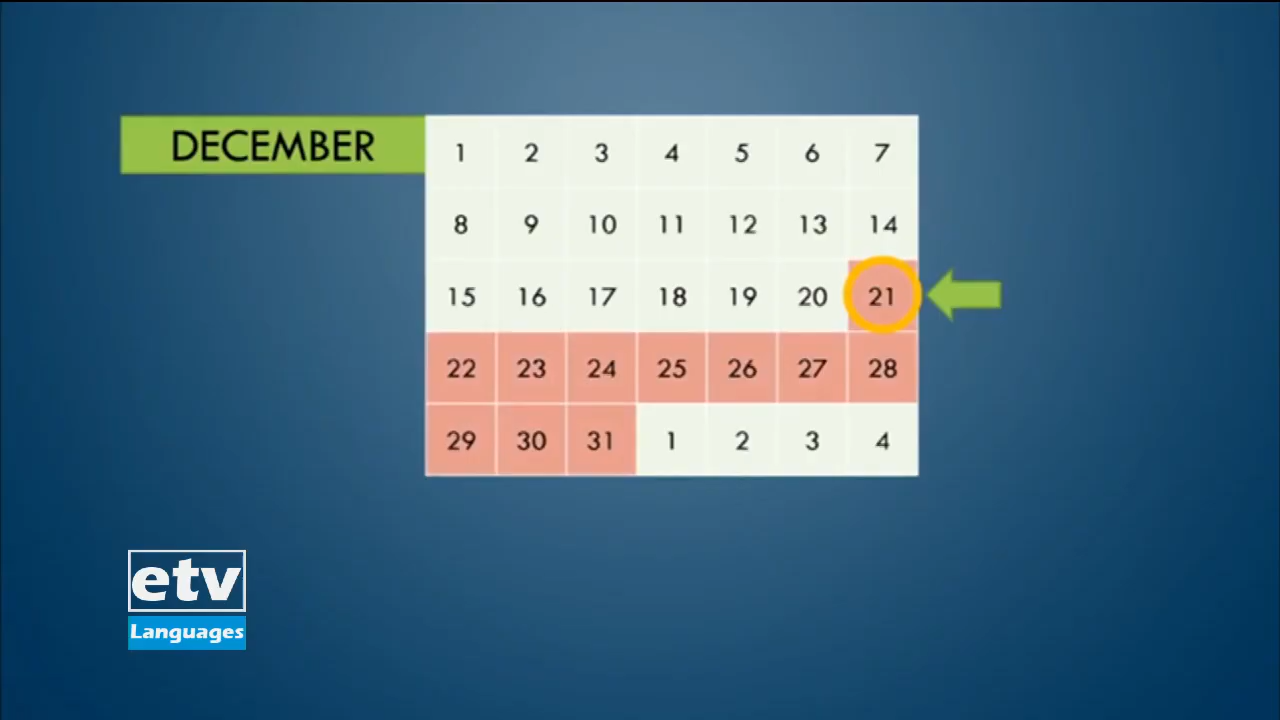 DECEMBER
1 2 3 4 5 6 7
8 9 10 11 12 13 14
15 16 17 18 19 20 21
22 23 24 25 26 27 28
29 30 31 1 2 3 4
etv
Languages